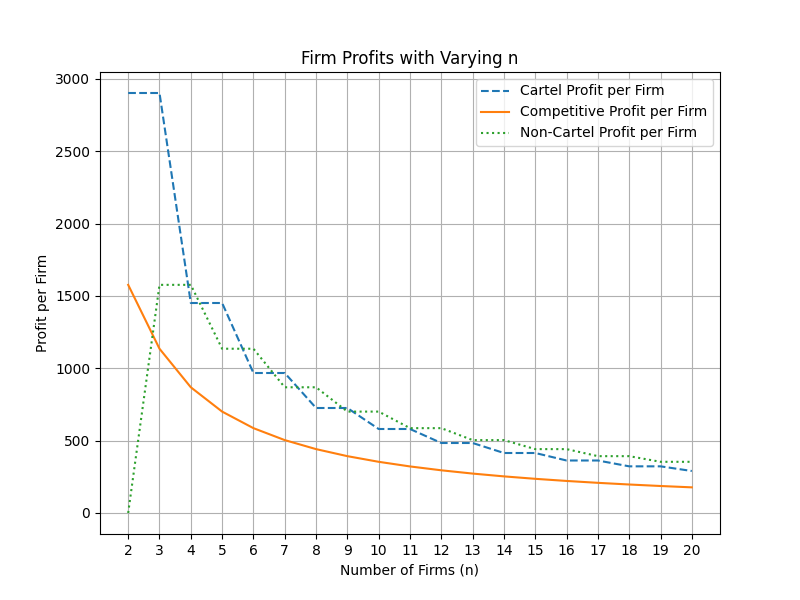 Firm Profits with Varying n
Cartel Profit per Firm
Competitive Profit per Firm
Non-Cartel Profit per Firm
Profit per Firm
3000
2500
2000
1500
1000
500
0
2 3 4 5 6 7 8 9 10 11 12 13 14 15 16 17 18 19 20
Number of Firms (n)